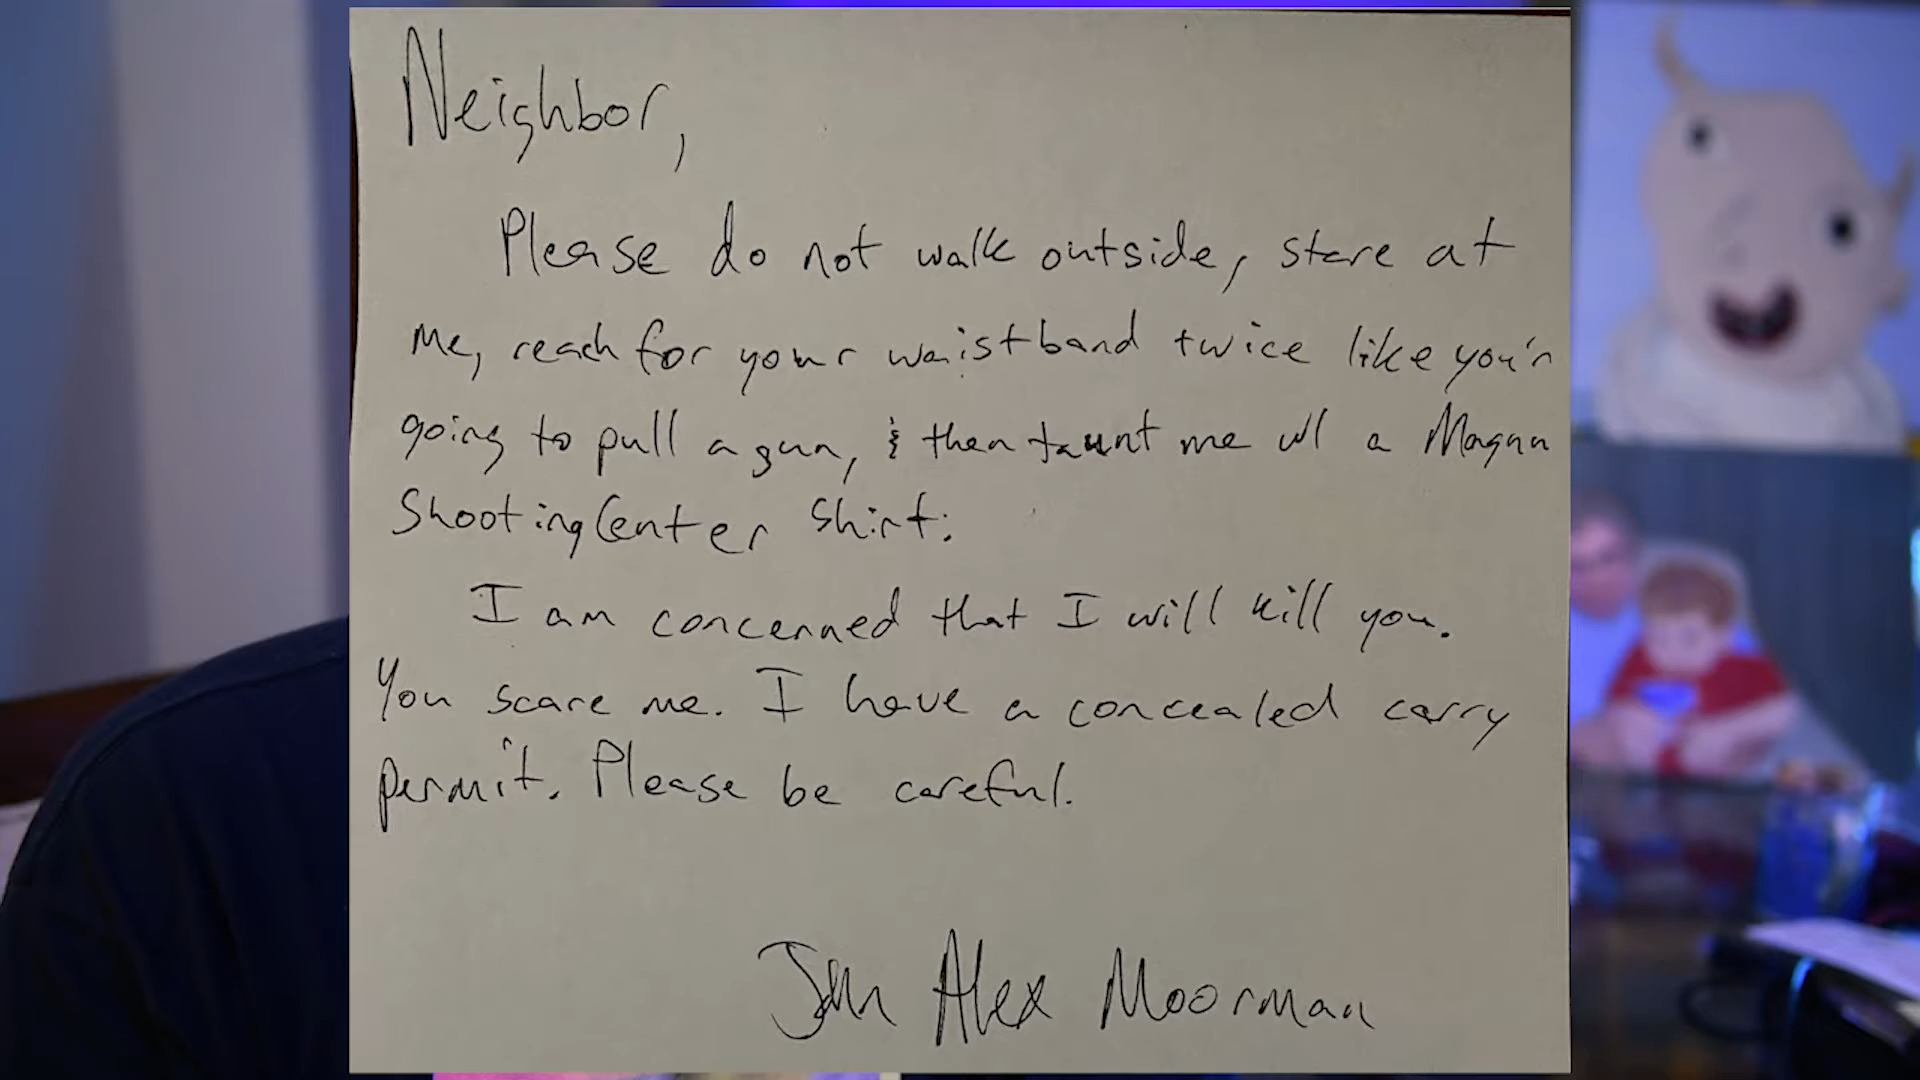 Neighbor,
Please do not walk outside, stare at
me, reach for your waistband twice like you're
going to pull a gun, & then taunt me w/ a Magnum
Shooting Center shirt.
I am concerned that I will kill you.
You scare me. I have a concealed carry
permit. Please be careful.
Jon Alex Moorman